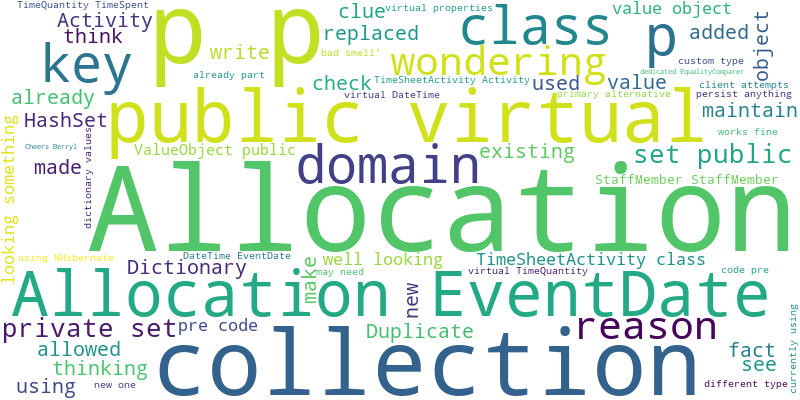 TimeQuantity TimeSpent
Activity
p p
clue
virtual properties
class
value object
think
write
replaced
p
added
object
key
bad smell'
wondering
custom type
already part
check
TimeSheetActivity Activity
used
value
dedicated EqualityComparer
client attempts
already
public virtual
virtual DateTime
primary alternative
persist anything
HashSet
maintain
looking something
dictionary values
works fine
Cheers Berryl
ValueObject public
domain
existing
set public
made
Allocation
StaffMember StaffMember
using NHibernate
DateTime EventDate
Dictionary
make
well looking
TimeSheetActivity class
may need
virtual TimeQuantity
code pre
Allocation EventDate
new
private set
pre code
Duplicate
reason
currently using
allowed
collection
fact
thinking
see
using
new one
different type